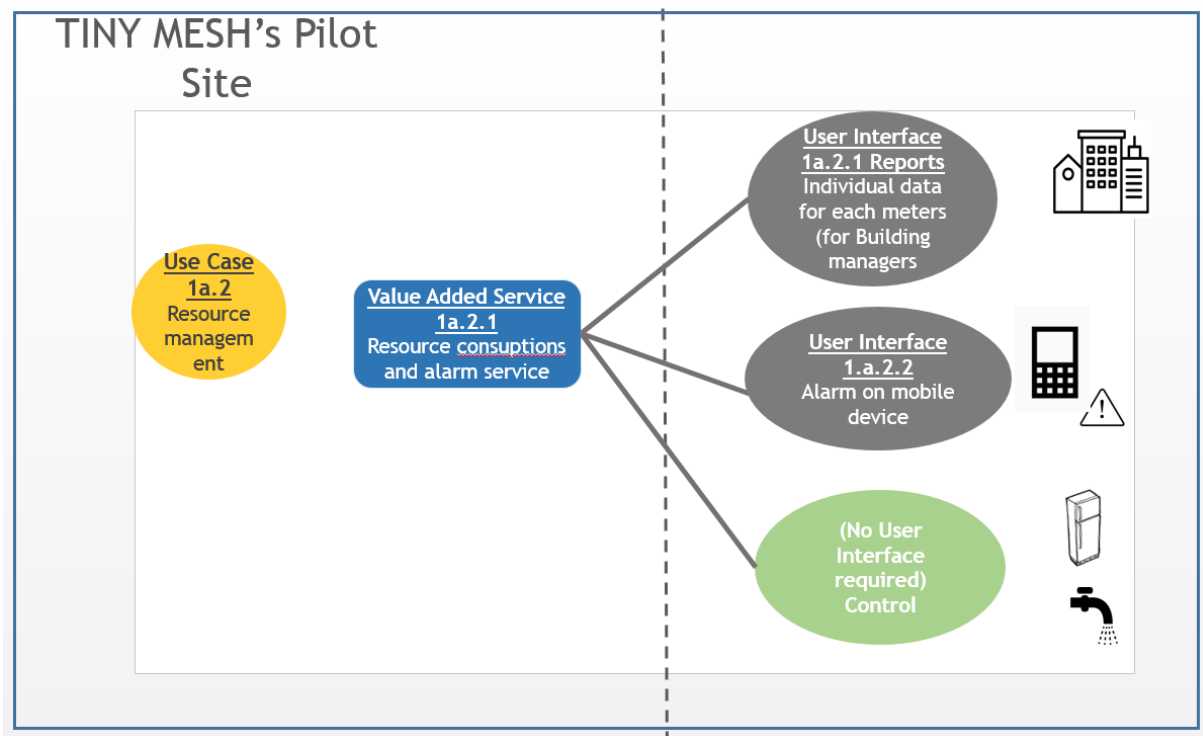 TINY MESH's Pilot
Site
Use Case
1a.2
Resource
managem
ent
Value Added Service
1a.2.1
Resource consuptions
and alarm service
User Interface
1a.2.1 Reports
Individual data
for each meters
(for Building
managers
User Interface
1.a.2.2
Alarm on mobile
device
(No User
Interface
required)
Control